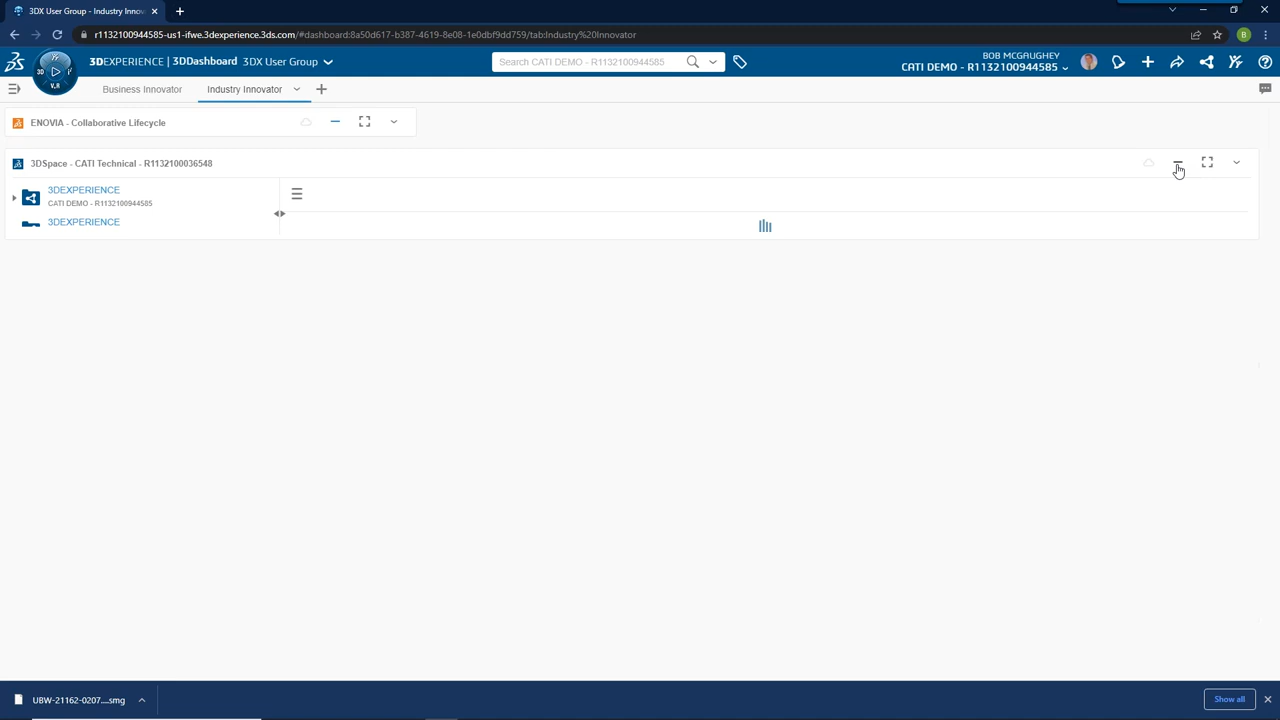 3DX User Group - Industry Innov
r1132100944585-us1-ifwe.3dexperience.3ds.com/#dashboard:8a50d617-b387-4619-8e08-1e0dbf9dd759/tab:Industry%20Innovator
B
3D
V.R
3DEXPERIENCE | 3DDashboard 3DX User Group
Search CATI DEMO - R1132100944585
BOB MCGAUGHEY
CATI DEMO - R1132100944585
Business Innovator
Industry Innovator
ENOVIA - Collaborative Lifecycle
3DSpace - CATI Technical - R1132100036548
3DEXPERIENCE
CATI DEMO - R1132100944585
3DEXPERIENCE
UBW-21162-0207....smg
Show all